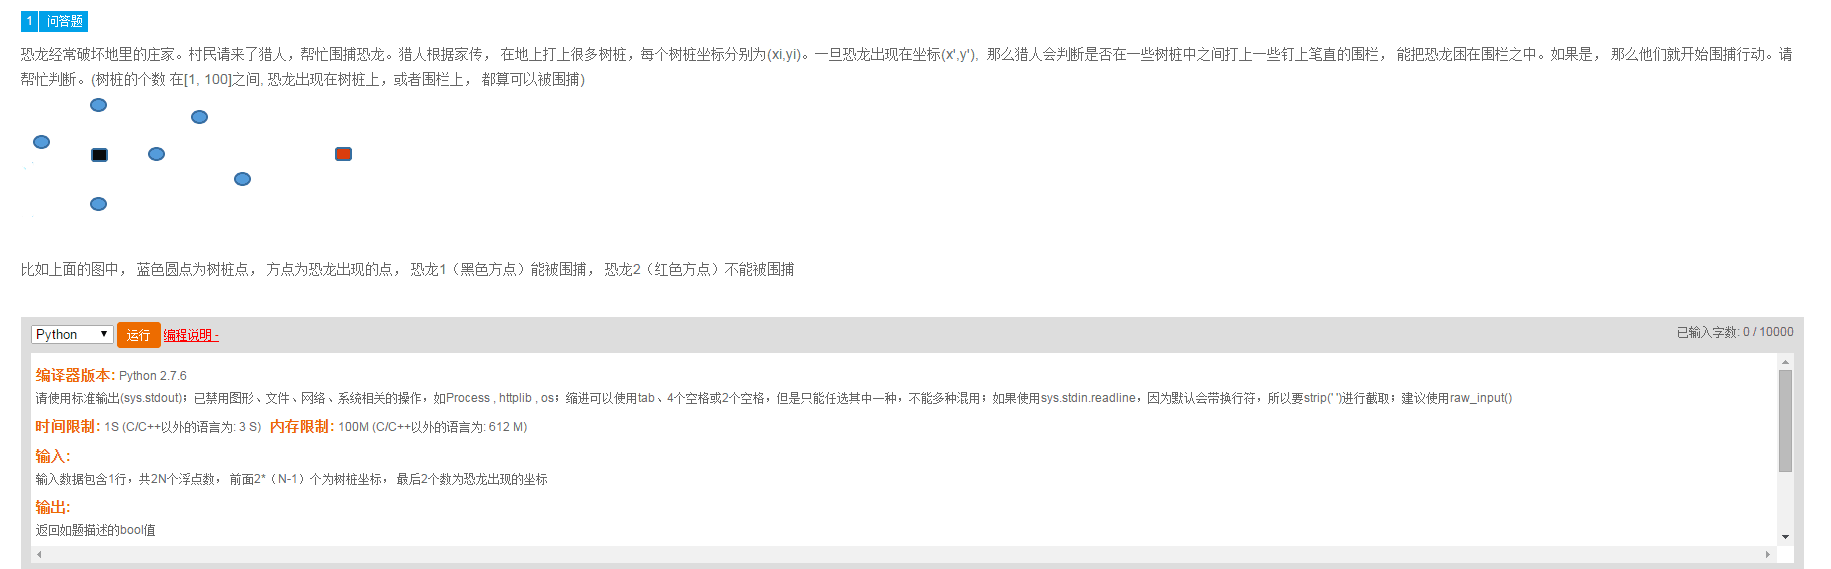 1 问答题
恐龙经常破坏地里的庄家。村民请来了猎人，帮忙围捕恐龙。猎人根据家传， 在地上打上很多树桩，每个树桩坐标分别为(xi,yi)。一旦恐龙出现在坐标(x',y')，那么猎人会判断是否在一些树桩中之间打上一些钉上笔直的围栏， 能把恐龙困在围栏之中。如果是， 那么他们就开始围捕行动。请
帮忙判断。(树桩的个数 在[1, 100]之间, 恐龙出现在树桩上，或者围栏上， 都算可以被围捕)
比如上面的图中， 蓝色圆点为树桩点， 方点为恐龙出现的点， 恐龙1（黑色方点）能被围捕， 恐龙2（红色方点）不能被围捕
Python 运行 编程说明 - 已输入字数: 0 / 10000
编译器版本: Python 2.7.6
请使用标准输出(sys.stdout)；已禁用图形、文件、网络、系统相关的操作，如Process , httplib , os；缩进可以使用tab、4个空格或2个空格，但是只能任选其中一种，不能多种混用；如果使用sys.stdin.readline，因为默认会带换行符，所以要strip(' ')进行截取；建议使用raw_input()
时间限制: 1S (C/C++以外的语言为: 3 S) 内存限制: 100M (C/C++以外的语言为: 612 M)
输入:
输入数据包含1行，共2N个浮点数， 前面2*（N-1）个为树桩坐标， 最后2个数为恐龙出现的坐标
输出:
返回如题描述的bool值